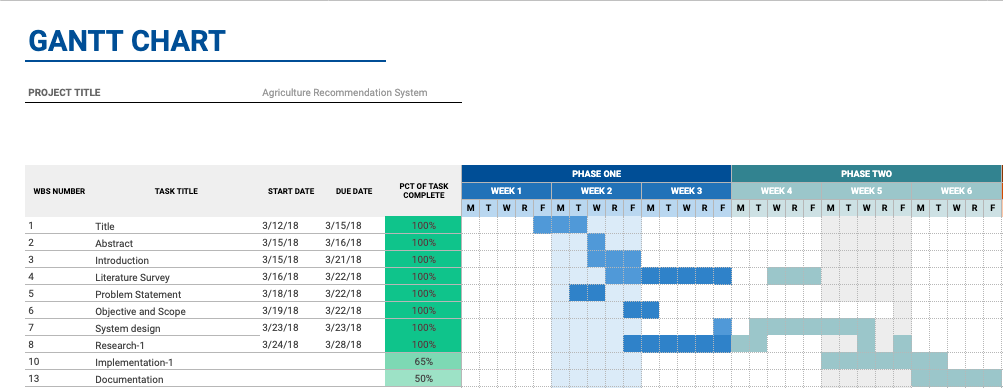 GANTT CHART
PROJECT TITLE Agriculture Recommendation System
PHASE ONE PHASE TWO
WBS NUMBER TASK TITLE START DATE DUE DATE PCT OF TASK COMPLETE
WEEK 1 WEEK 2 WEEK 3 WEEK 4 WEEK 5 WEEK 6
M T W R F M T W R F M T W R F M T W R F M T W R F M T W R F
1 Title 3/12/18 3/15/18 100%
2 Abstract 3/15/18 3/16/18 100%
3 Introduction 3/15/18 3/21/18 100%
4 Literature Survey 3/16/18 3/22/18 100%
5 Problem Statement 3/18/18 3/22/18 100%
6 Objective and Scope 3/19/18 3/22/18 100%
7 System design 3/23/18 3/23/18 100%
8 Research-1 3/24/18 3/28/18 100%
10 Implementation-1 65%
13 Documentation 50%